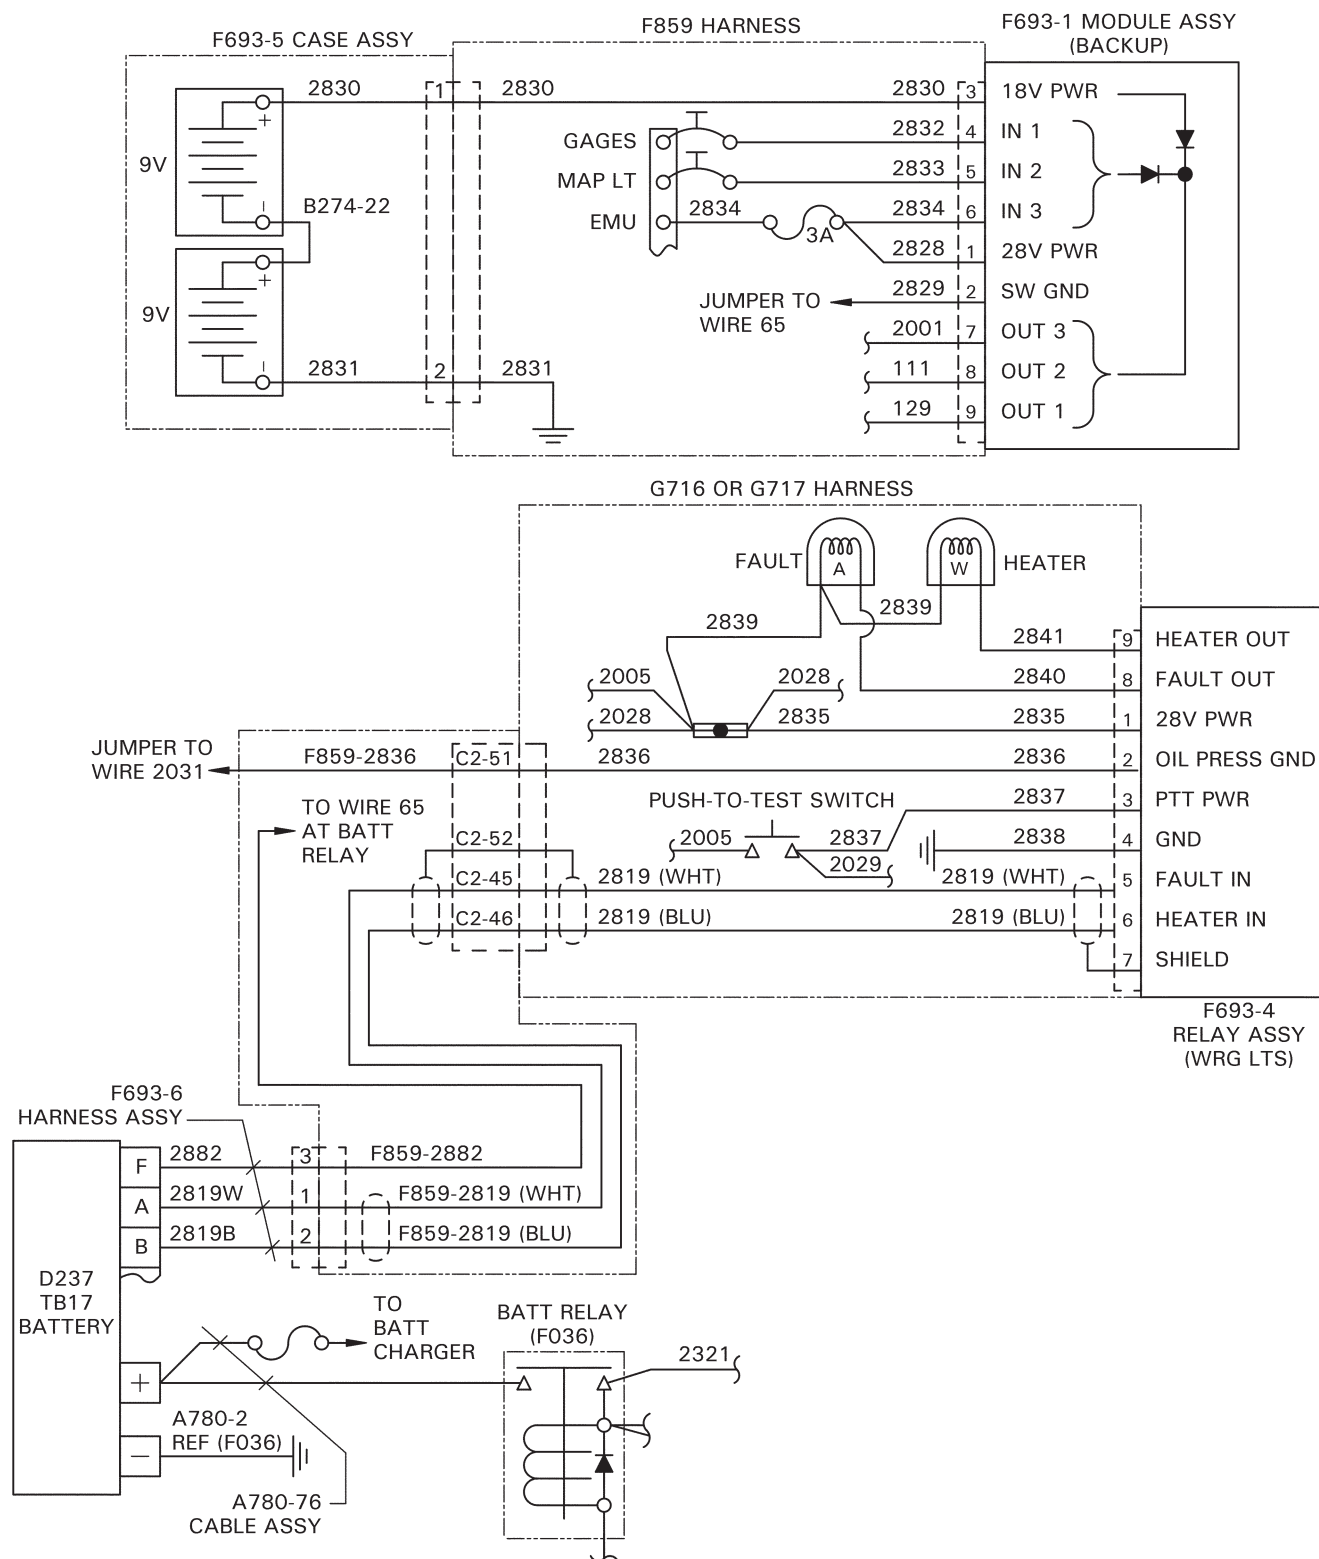 F859 HARNESS
F693-1 MODULE ASSY
(BACKUP)
F693-5 CASE ASSY
2830
1
2830
2830
3
18V PWR
+
GAGES
2832
4
IN 1
9V
MAP LT
2833
5
IN 2
–
B274-22
EMU
2834
3A
2834
6
IN 3
2828
1
28V PWR
+
JUMPER TO
WIRE 65
2829
2
SW GND
9V
2001
7
OUT 3
–
2831
2
2831
111
8
OUT 2
129
9
OUT 1
G716 OR G717 HARNESS
FAULT
A
W
HEATER
2839
2839
2841
9
HEATER OUT
2005
2028
2840
8
FAULT OUT
2028
2835
2835
1
28V PWR
JUMPER TO
WIRE 2031
F859-2836
C2-51
2836
2836
2
OIL PRESS GND
TO WIRE 65
AT BATT
RELAY
PUSH-TO-TEST SWITCH
2837
3
PTT PWR
C2-52
2005
2837
2029
2838
4
GND
C2-45
2819 (WHT)
2819 (WHT)
5
FAULT IN
C2-46
2819 (BLU)
2819 (BLU)
6
HEATER IN
7
SHIELD
F693-4
RELAY ASSY
(WRG LTS)
F693-6
HARNESS ASSY
F
2882
3
F859-2882
A
2819W
1
F859-2819 (WHT)
B
2819B
2
F859-2819 (BLU)
D237
TB17
BATTERY
TO
BATT
CHARGER
BATT RELAY
(F036)
2321
+
–
A780-2
REF (F036)
A780-76
CABLE ASSY